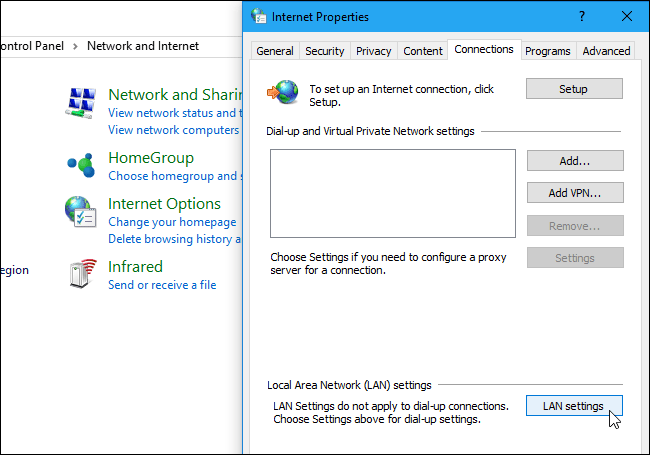 ontrol Panel > Network and Internet
Network and Sharin
View network status and t
View network computers
HomeGroup
Choose homegroup and s
Internet Options
Change your homepage
Delete browsing history a
egion
Infrared
Send or receive a file
Internet Properties
? ×
General Security Privacy Content Connections Programs Advanced
To set up an Internet connection, click
Setup.
Setup
Dial-up and Virtual Private Network settings
Add...
Add VPN...
Remove...
Choose Settings if you need to configure a proxy
server for a connection.
Settings
Local Area Network (LAN) settings
LAN Settings do not apply to dial-up connections.
Choose Settings above for dial-up settings.
LAN settings